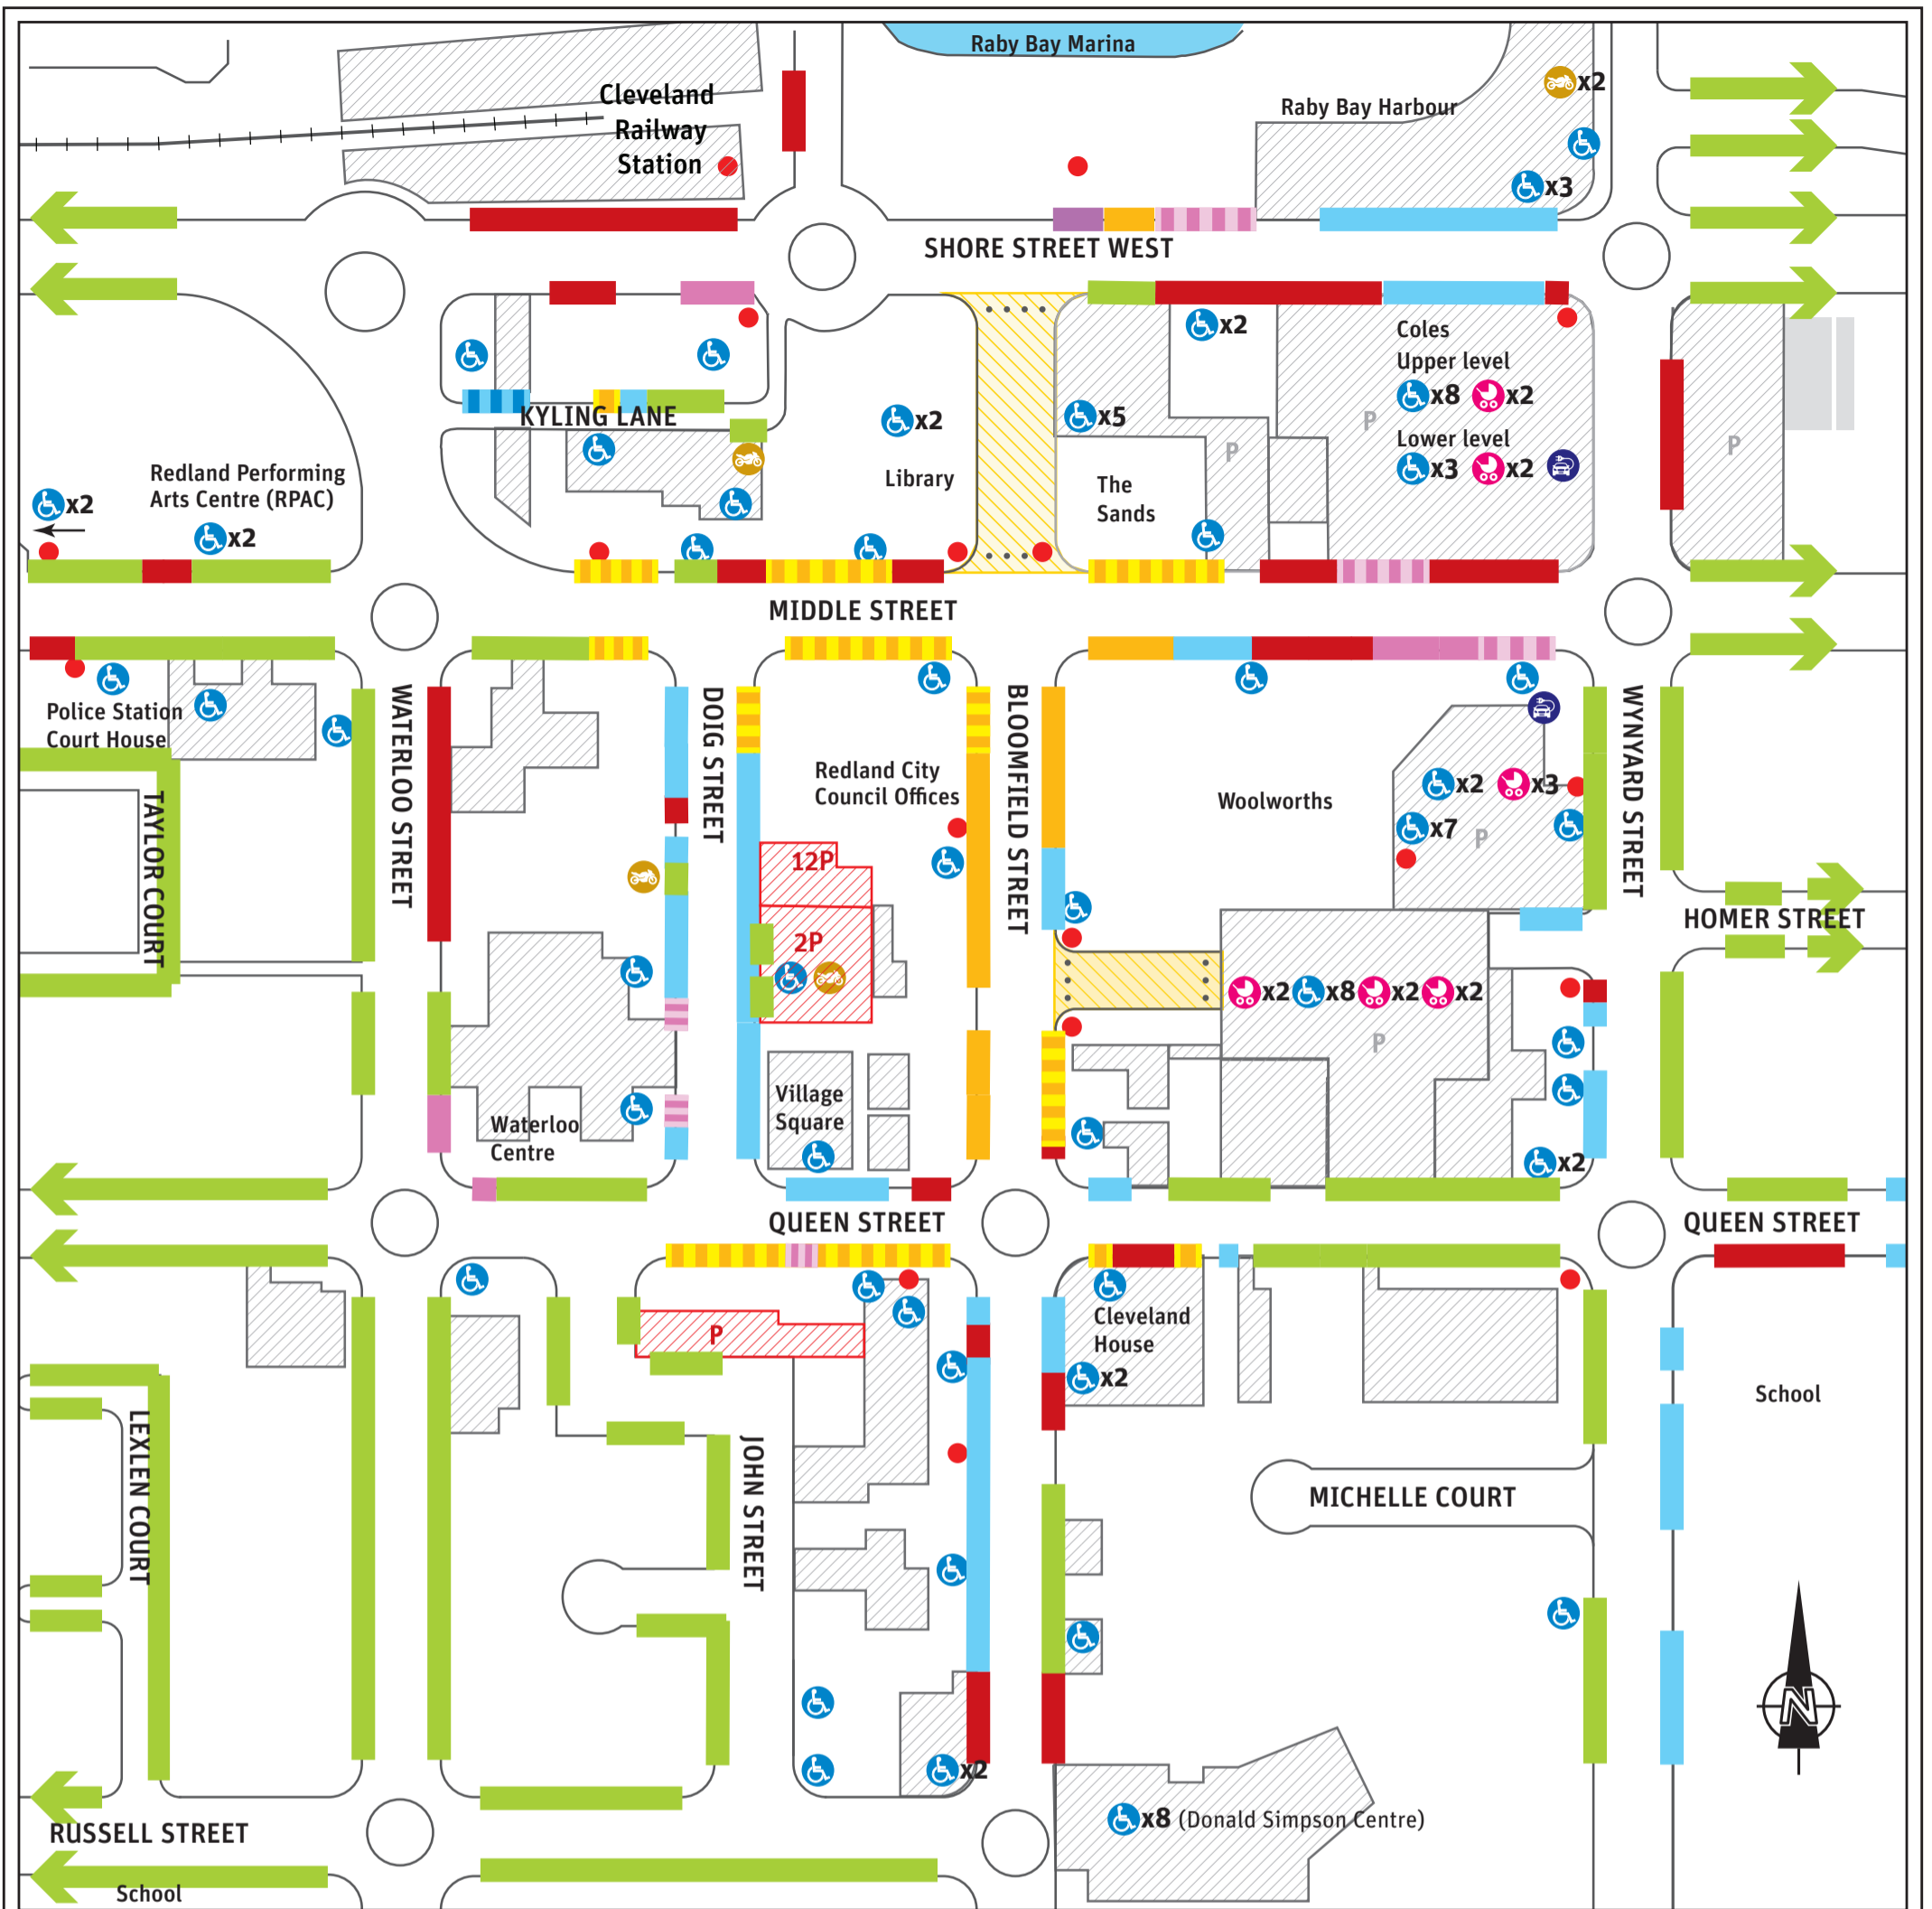 Raby Bay Marina
x2
Cleveland
Railway
Station
Raby Bay Harbour
x3
SHORE STREET WEST
x2
Coles
Upper level
x8 x2
P
Lower level
x3 x2
KYLING LANE
x2
Library
x5
P
The
Sands
P
Redland Performing
Arts Centre (RPAC)
x2
x2
MIDDLE STREET
Police Station
Court House
TAYLOR COURT
WATERLOO STREET
DOIG STREET
Redland City
Council Offices
BLOOMFIELD STREET
Woolworths
x2 x3
x7
P
WYNYARD STREET
HOMER STREET
12P
2P
x2 x8 x2 x2
P
Village
Square
Waterloo
Centre
x2
QUEEN STREET
QUEEN STREET
P
Cleveland
House
x2
School
LEXLEN COURT
JOHN STREET
MICHELLE COURT
N
x2
x8 (Donald Simpson Centre)
RUSSELL STREET
School